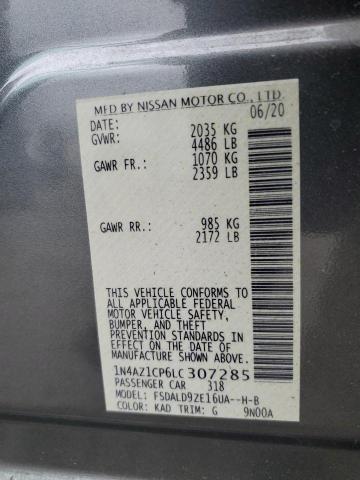 MFD BY NISSAN MOTOR CO., LTD.
DATE: 06/20
GVWR: 2035 KG
4486 LB
GAWR FR.: 1070 KG
2359 LB
GAWR RR.: 985 KG
2172 LB
THIS VEHICLE CONFORMS TO
ALL APPLICABLE FEDERAL
MOTOR VEHICLE SAFETY,
BUMPER, AND THEFT
PREVENTION STANDARDS
IN EFFECT ON THE DATE OF
MANUFACTURE SHOWN ABOVE.
1N4AZ1CP6LC307285
PASSENGER CAR 318
MODEL: FSDALD9ZE16UA--H-B
COLOR: KAD TRIM: G 9N00A